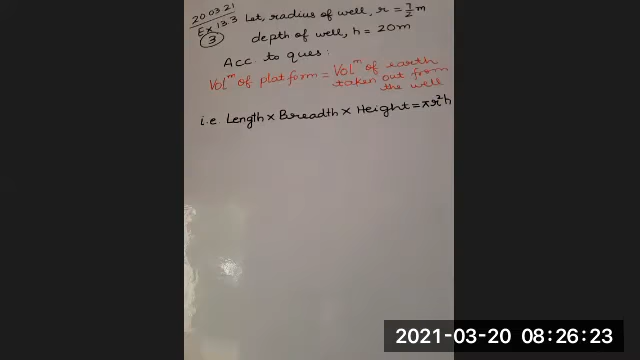 20.03.21
Ex 13.3
③ Let, radius of well, r = 7/2 m
depth of well, h = 20m
Acc. to ques:
Volᵐ of platform = Volᵐ of earth
taken out from
the well
i.e. Length × Breadth × Height = πr²h
2021-03-20 08:26:23